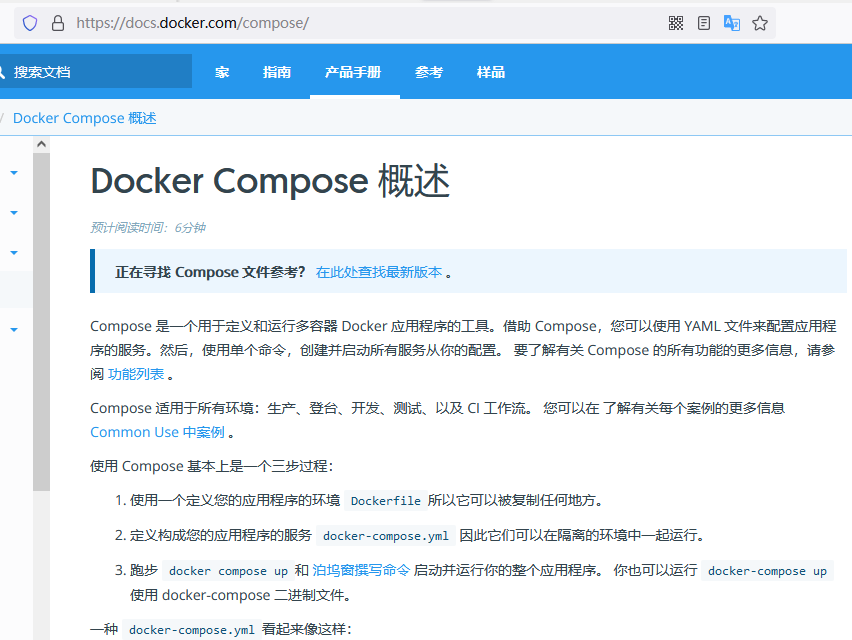 https://docs.docker.com/compose/
搜索文档 家 指南 产品手册 参考 样品
/ Docker Compose 概述
Docker Compose 概述
预计阅读时间：6分钟
正在寻找 Compose 文件参考？ 在此处查找最新版本 。
Compose 是一个用于定义和运行多容器 Docker 应用程序的工具。借助 Compose，您可以使用 YAML 文件来配置应用程
序的服务。然后，使用单个命令，创建并启动所有服务从你的配置。 要了解有关 Compose 的所有功能的更多信息，请参
阅 功能列表 。
Compose 适用于所有环境：生产、登台、开发、测试、以及 CI 工作流。 您可以在 了解有关每个案例的更多信息
Common Use 中案例 。
使用 Compose 基本上是一个三步过程：
1. 使用一个定义您的应用程序的环境 Dockerfile 所以它可以被复制任何地方。
2. 定义构成您的应用程序的服务 docker-compose.yml 因此它们可以在隔离的环境中一起运行。
3. 跑步 docker compose up 和 泊坞窗撰写命令 启动并运行你的整个应用程序。 你也可以运行 docker-compose up
使用 docker-compose 二进制文件。
一种 docker-compose.yml 看起来像这样：